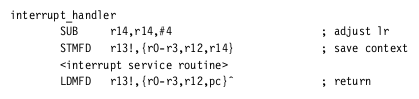 interrupt_handler
SUB r14,r14,#4 ; adjust lr
STMFD r13!,{r0-r3,r12,r14} ; save context
<interrupt service routine>
LDMFD r13!,{r0-r3,r12,pc}^ ; return